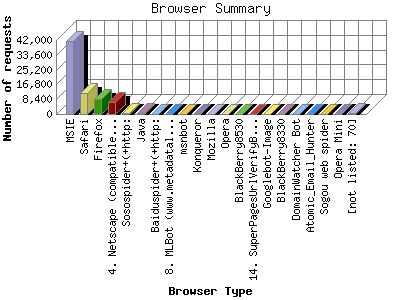 Browser Summary
Number of requests
42,000
33,600
25,200
16,800
8,400
0
MSIE
Safari
Firefox
4. Netscape (compatible...
Sosospider+(+http:
Java
Baiduspider+(+http:
8. MLBot (www.metadatal...
msnbot
Konqueror
Mozilla
Opera
BlackBerry8530
14. SuperPagesUrlVerifyB...
Googlebot-Image
BlackBerry8330
DomainWatcher Bot
Atomic_Email_Hunter
Sogou web spider
Opera Mini
[not listed: 70]
Browser Type